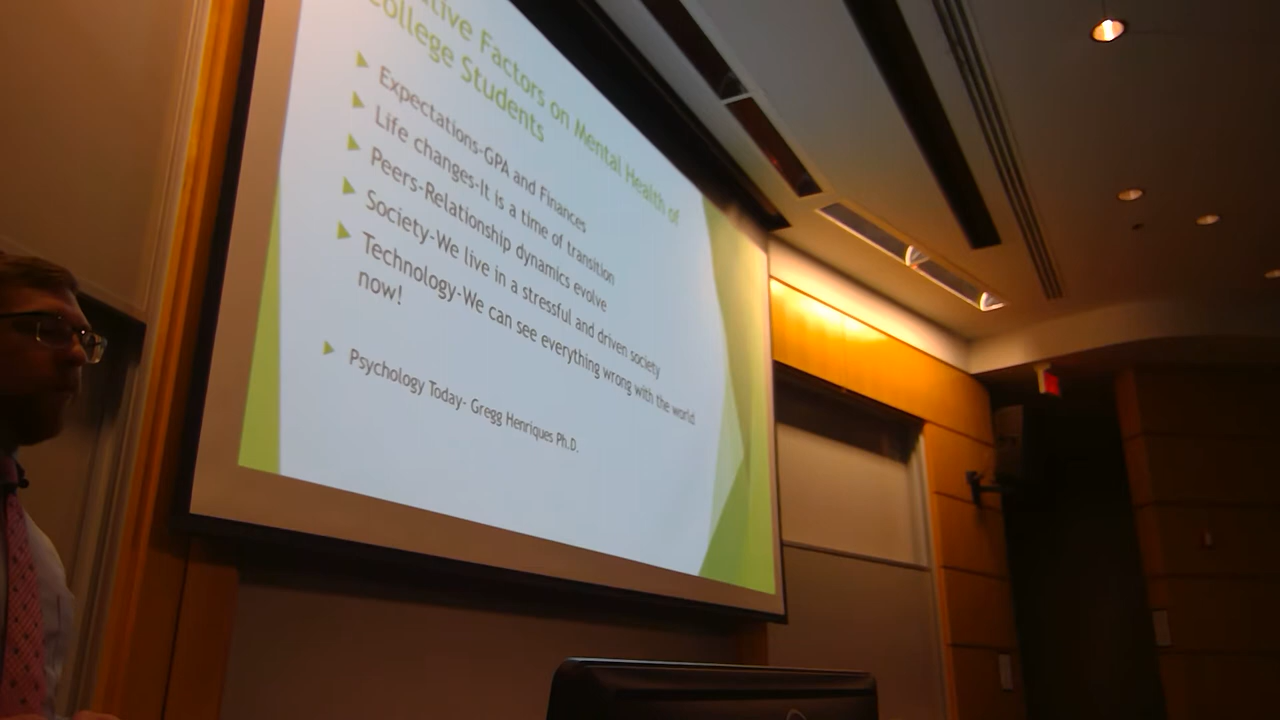 Factors on Mental Health of
College Students
Expectations-GPA and Finances
Life changes-It is a time of transition
Peers-Relationship dynamics evolve
Society-We live in a stressful and driven society
Technology-We can see everything wrong with the world
now!
Psychology Today- Gregg Henriques Ph.D.